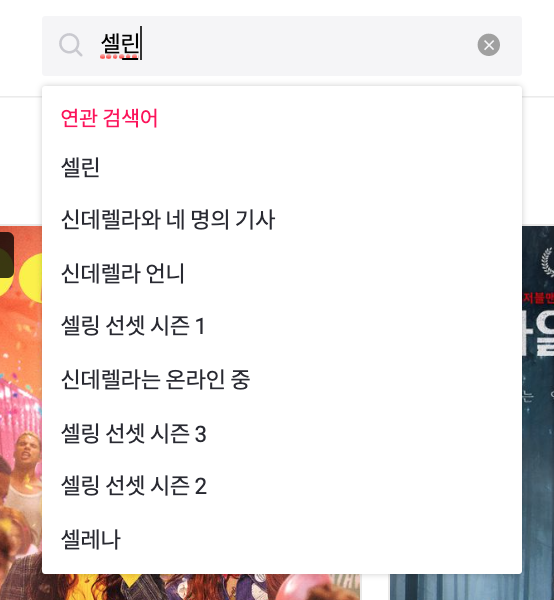 셀린
연관 검색어
셀린
신데렐라와 네 명의 기사
신데렐라 언니
셀링 선셋 시즌 1
신데렐라는 온라인 중
셀링 선셋 시즌 3
셀링 선셋 시즌 2
셀레나